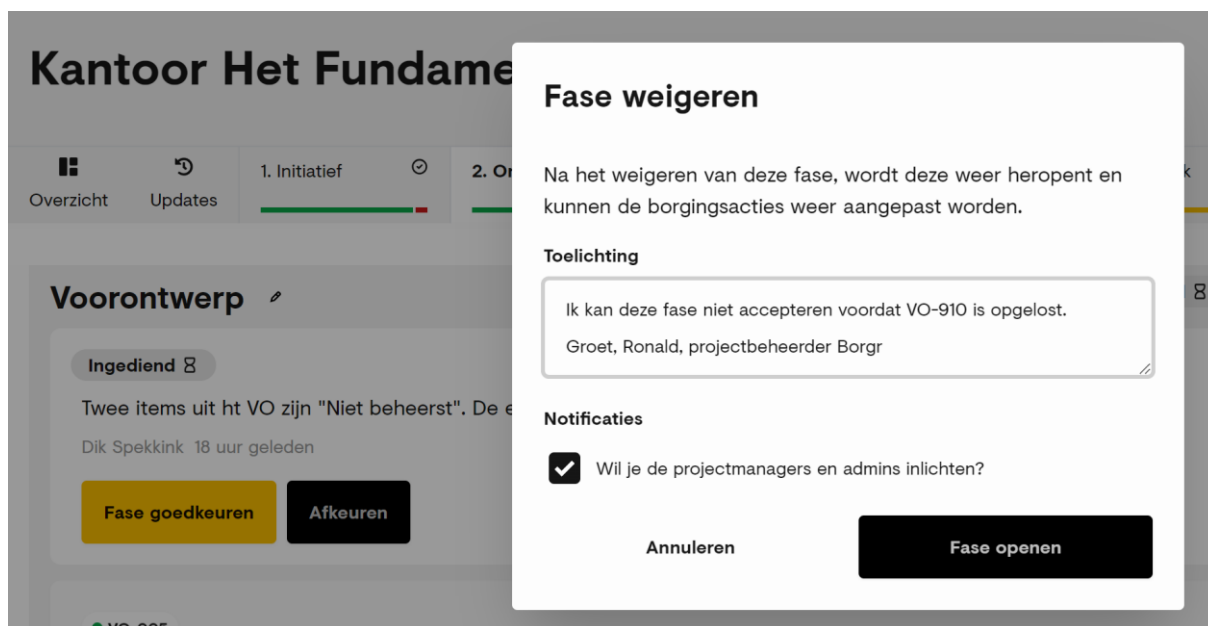 Kantoor Het Fundame
Overzicht
Updates
1. Initiatief
2. Or
k
Voorontwerp
Ingediend
Twee items uit ht VO zijn "Niet beheerst". De e
Dik Spekkink 18 uur geleden
Fase goedkeuren
Afkeuren
Fase weigeren
Na het weigeren van deze fase, wordt deze weer heropent en
kunnen de borgingsacties weer aangepast worden.
Toelichting
Ik kan deze fase niet accepteren voordat VO-910 is opgelost.
Groet, Ronald, projectbeheerder Borgr
Notificaties
Wil je de projectmanagers en admins inlichten?
Annuleren
Fase openen